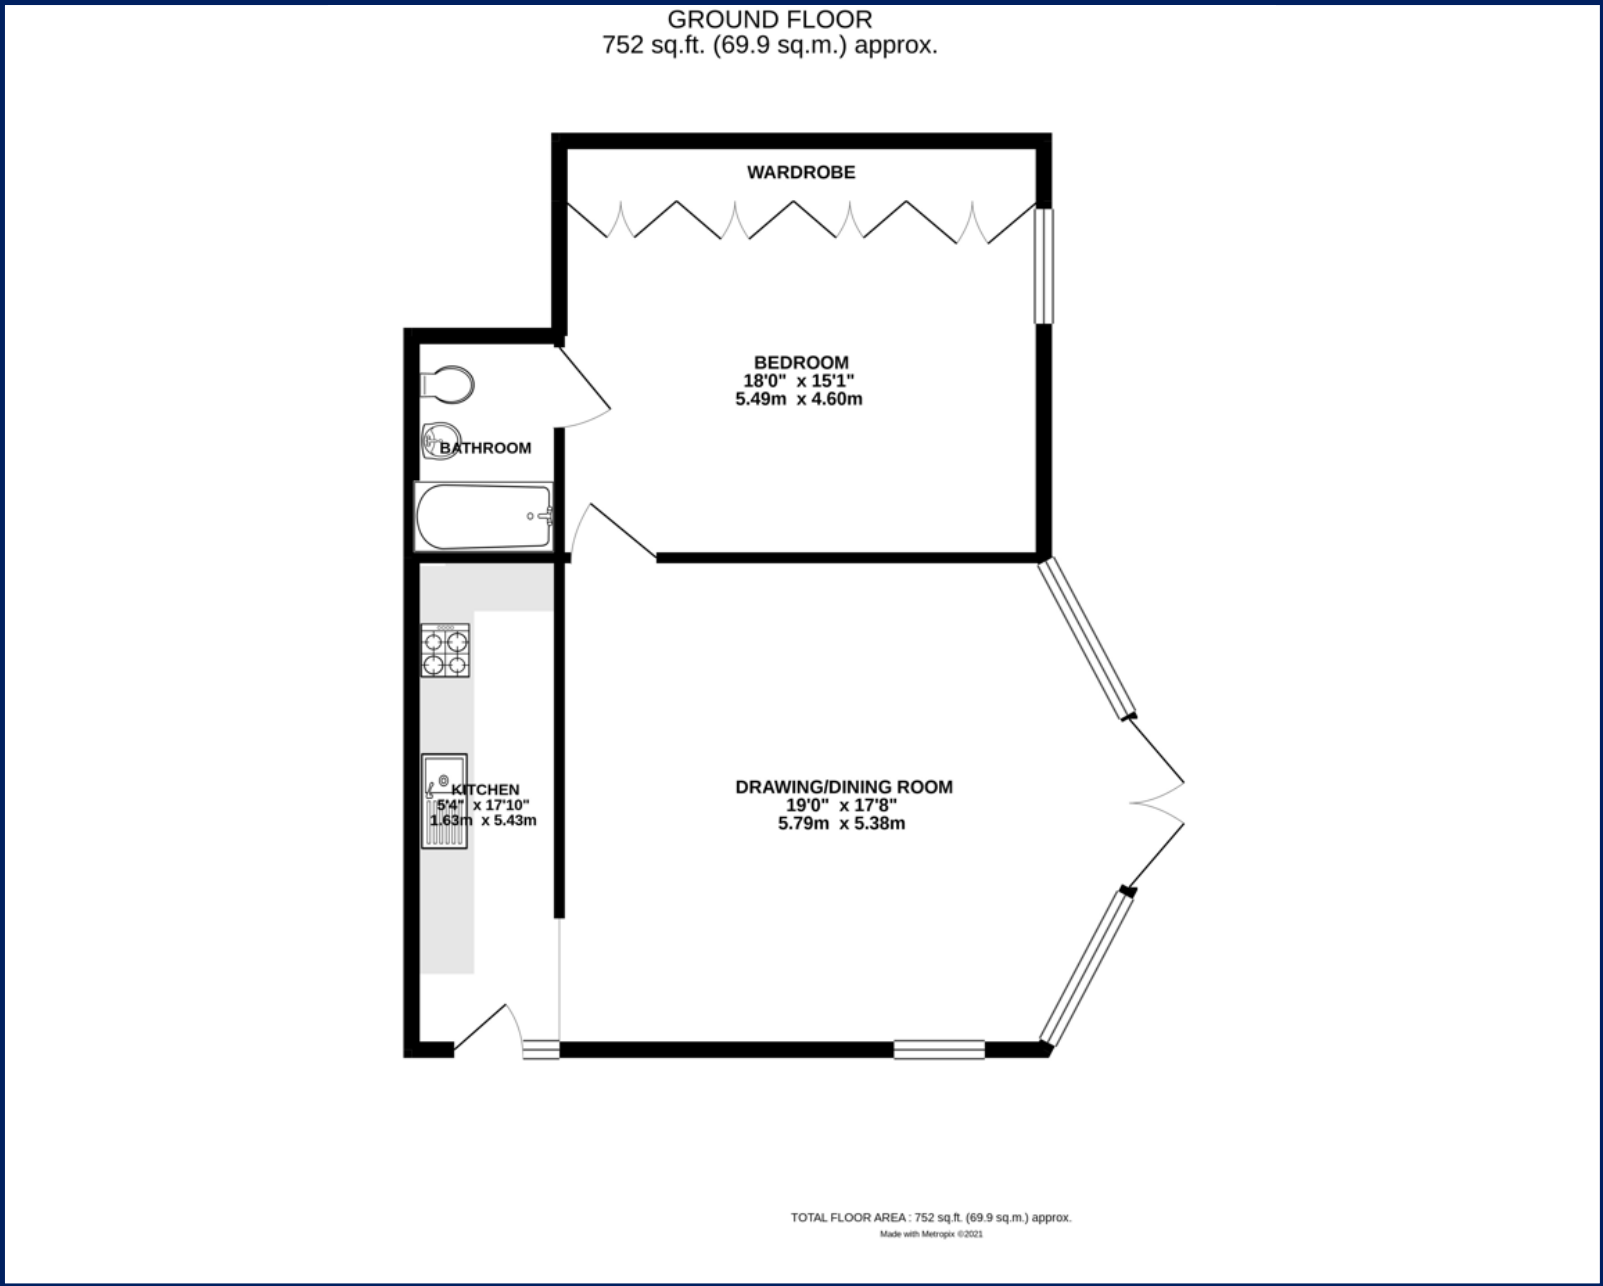 GROUND FLOOR
752 sq.ft. (69.9 sq.m.) approx.
WARDROBE
BEDROOM
18'0" x 15'1"
5.49m x 4.60m
BATHROOM
KITCHEN
5'4" x 17'10"
1.63m x 5.43m
DRAWING/DINING ROOM
19'0" x 17'8"
5.79m x 5.38m
TOTAL FLOOR AREA : 752 sq.ft. (69.9 sq.m.) approx.
Made with Metropix ©2021